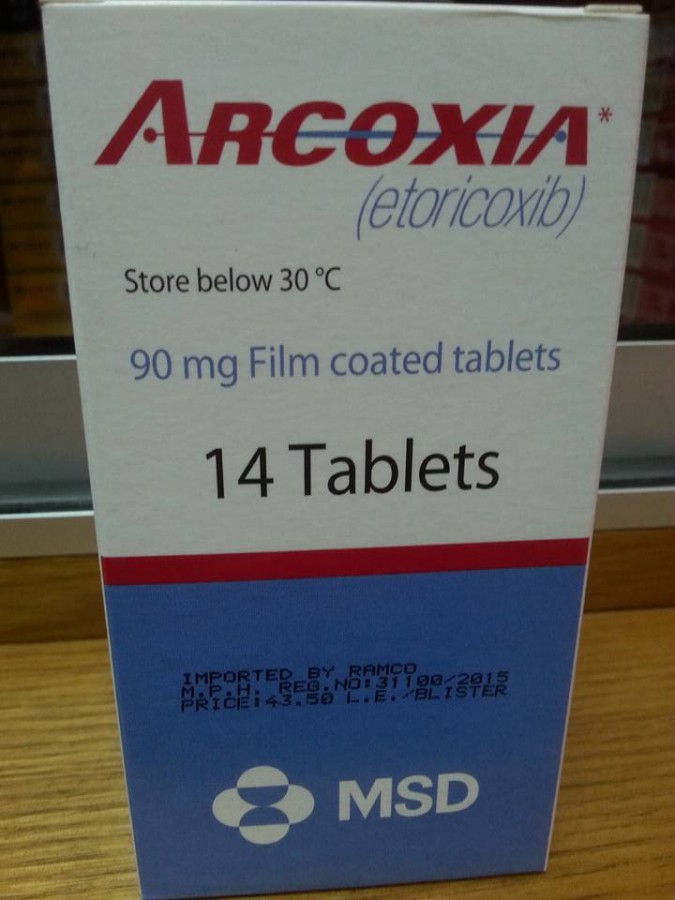 ARCOXIA*
(etoricoxib)
Store below 30 °C
90 mg Film coated tablets
14 Tablets
IMPORTED BY RAMCO
M.P.H. REG.NO:31100/2015
PRICE:43.50 L.E./BLISTER
MSD